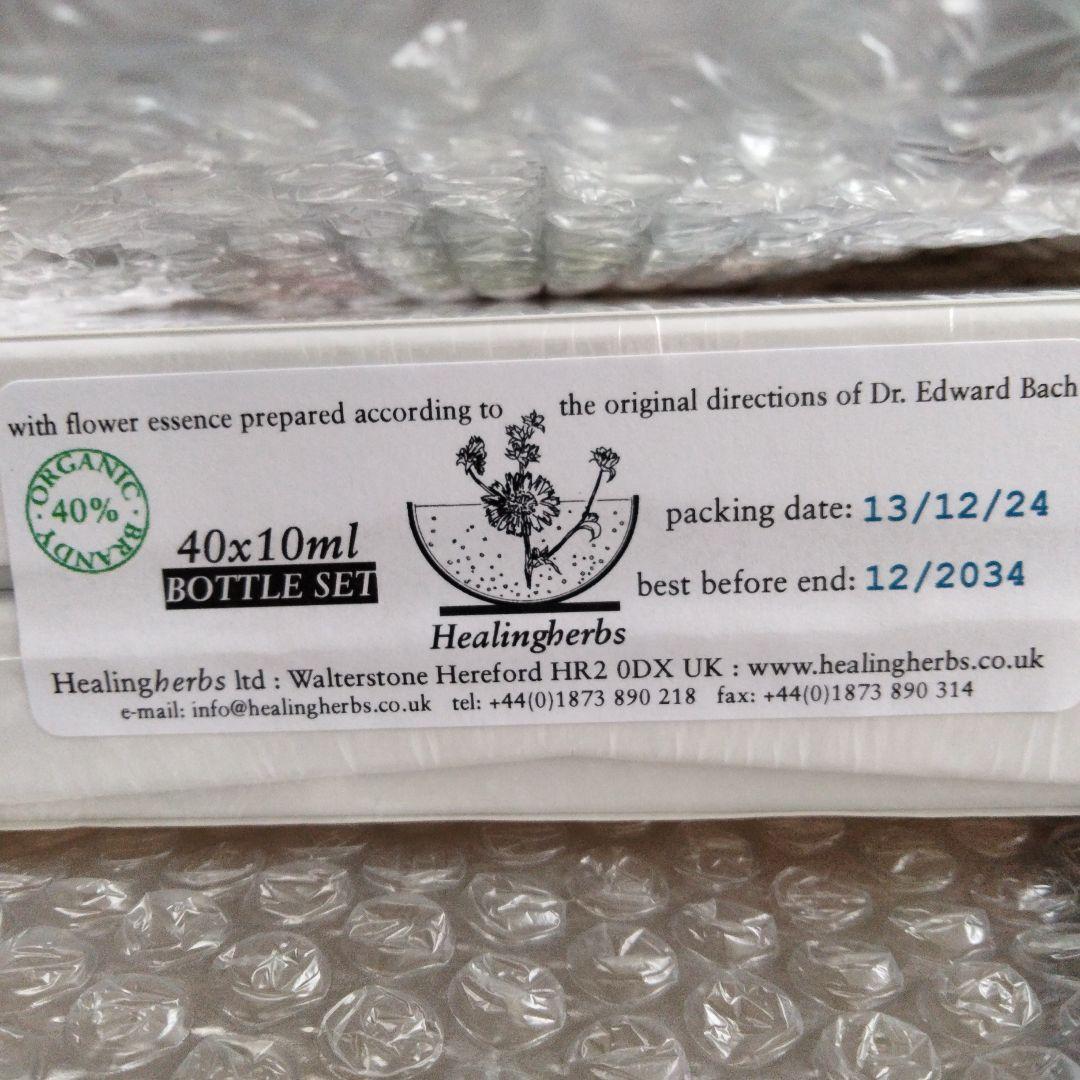 with flower essence prepared according to the original directions of Dr. Edward Bach
ORGANIC
40%
BRANDY
40x10ml
BOTTLE SET
packing date: 13/12/24
best before end: 12/2034
Healingherbs
Healingherbs ltd : Walterstone Hereford HR2 0DX UK : www.healingherbs.co.uk
e-mail: info@healingherbs.co.uk tel: +44(0)1873 890 218 fax: +44(0)1873 890 314